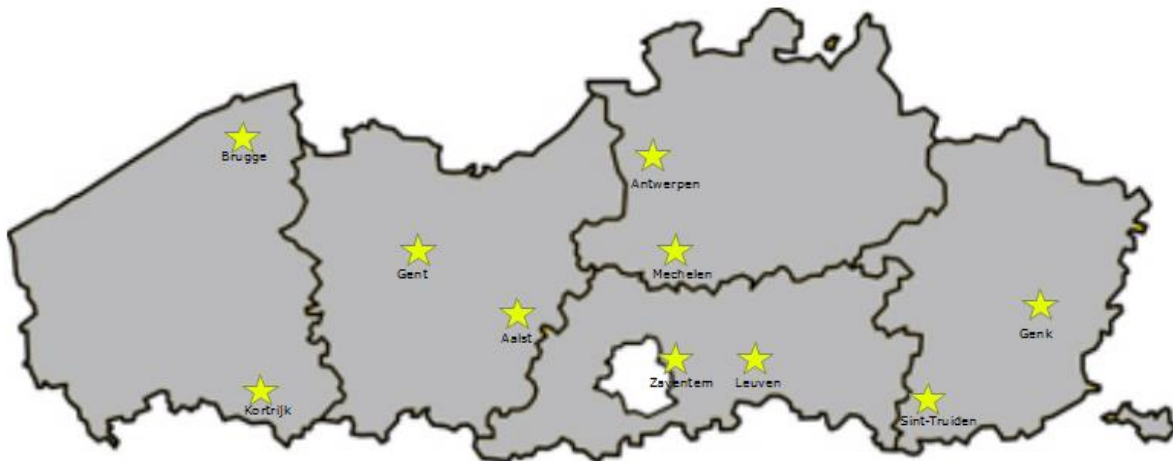 Brugge
Antwerpen
Gent
Mechelen
Aalst
Genk
Zaventem
Leuven
Kortrijk
Sint-Truiden